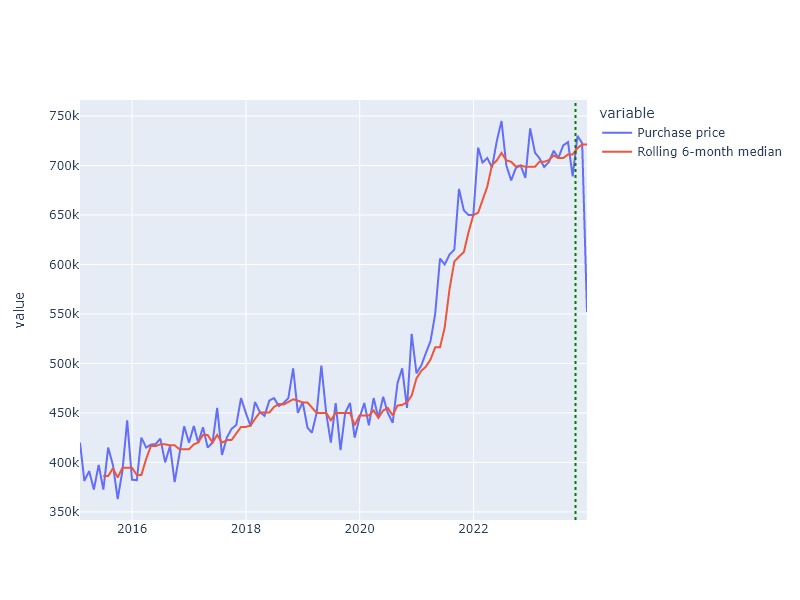 variable
Purchase price
Rolling 6-month median
value
750k
700k
650k
600k
550k
500k
450k
400k
350k
2016
2018
2020
2022